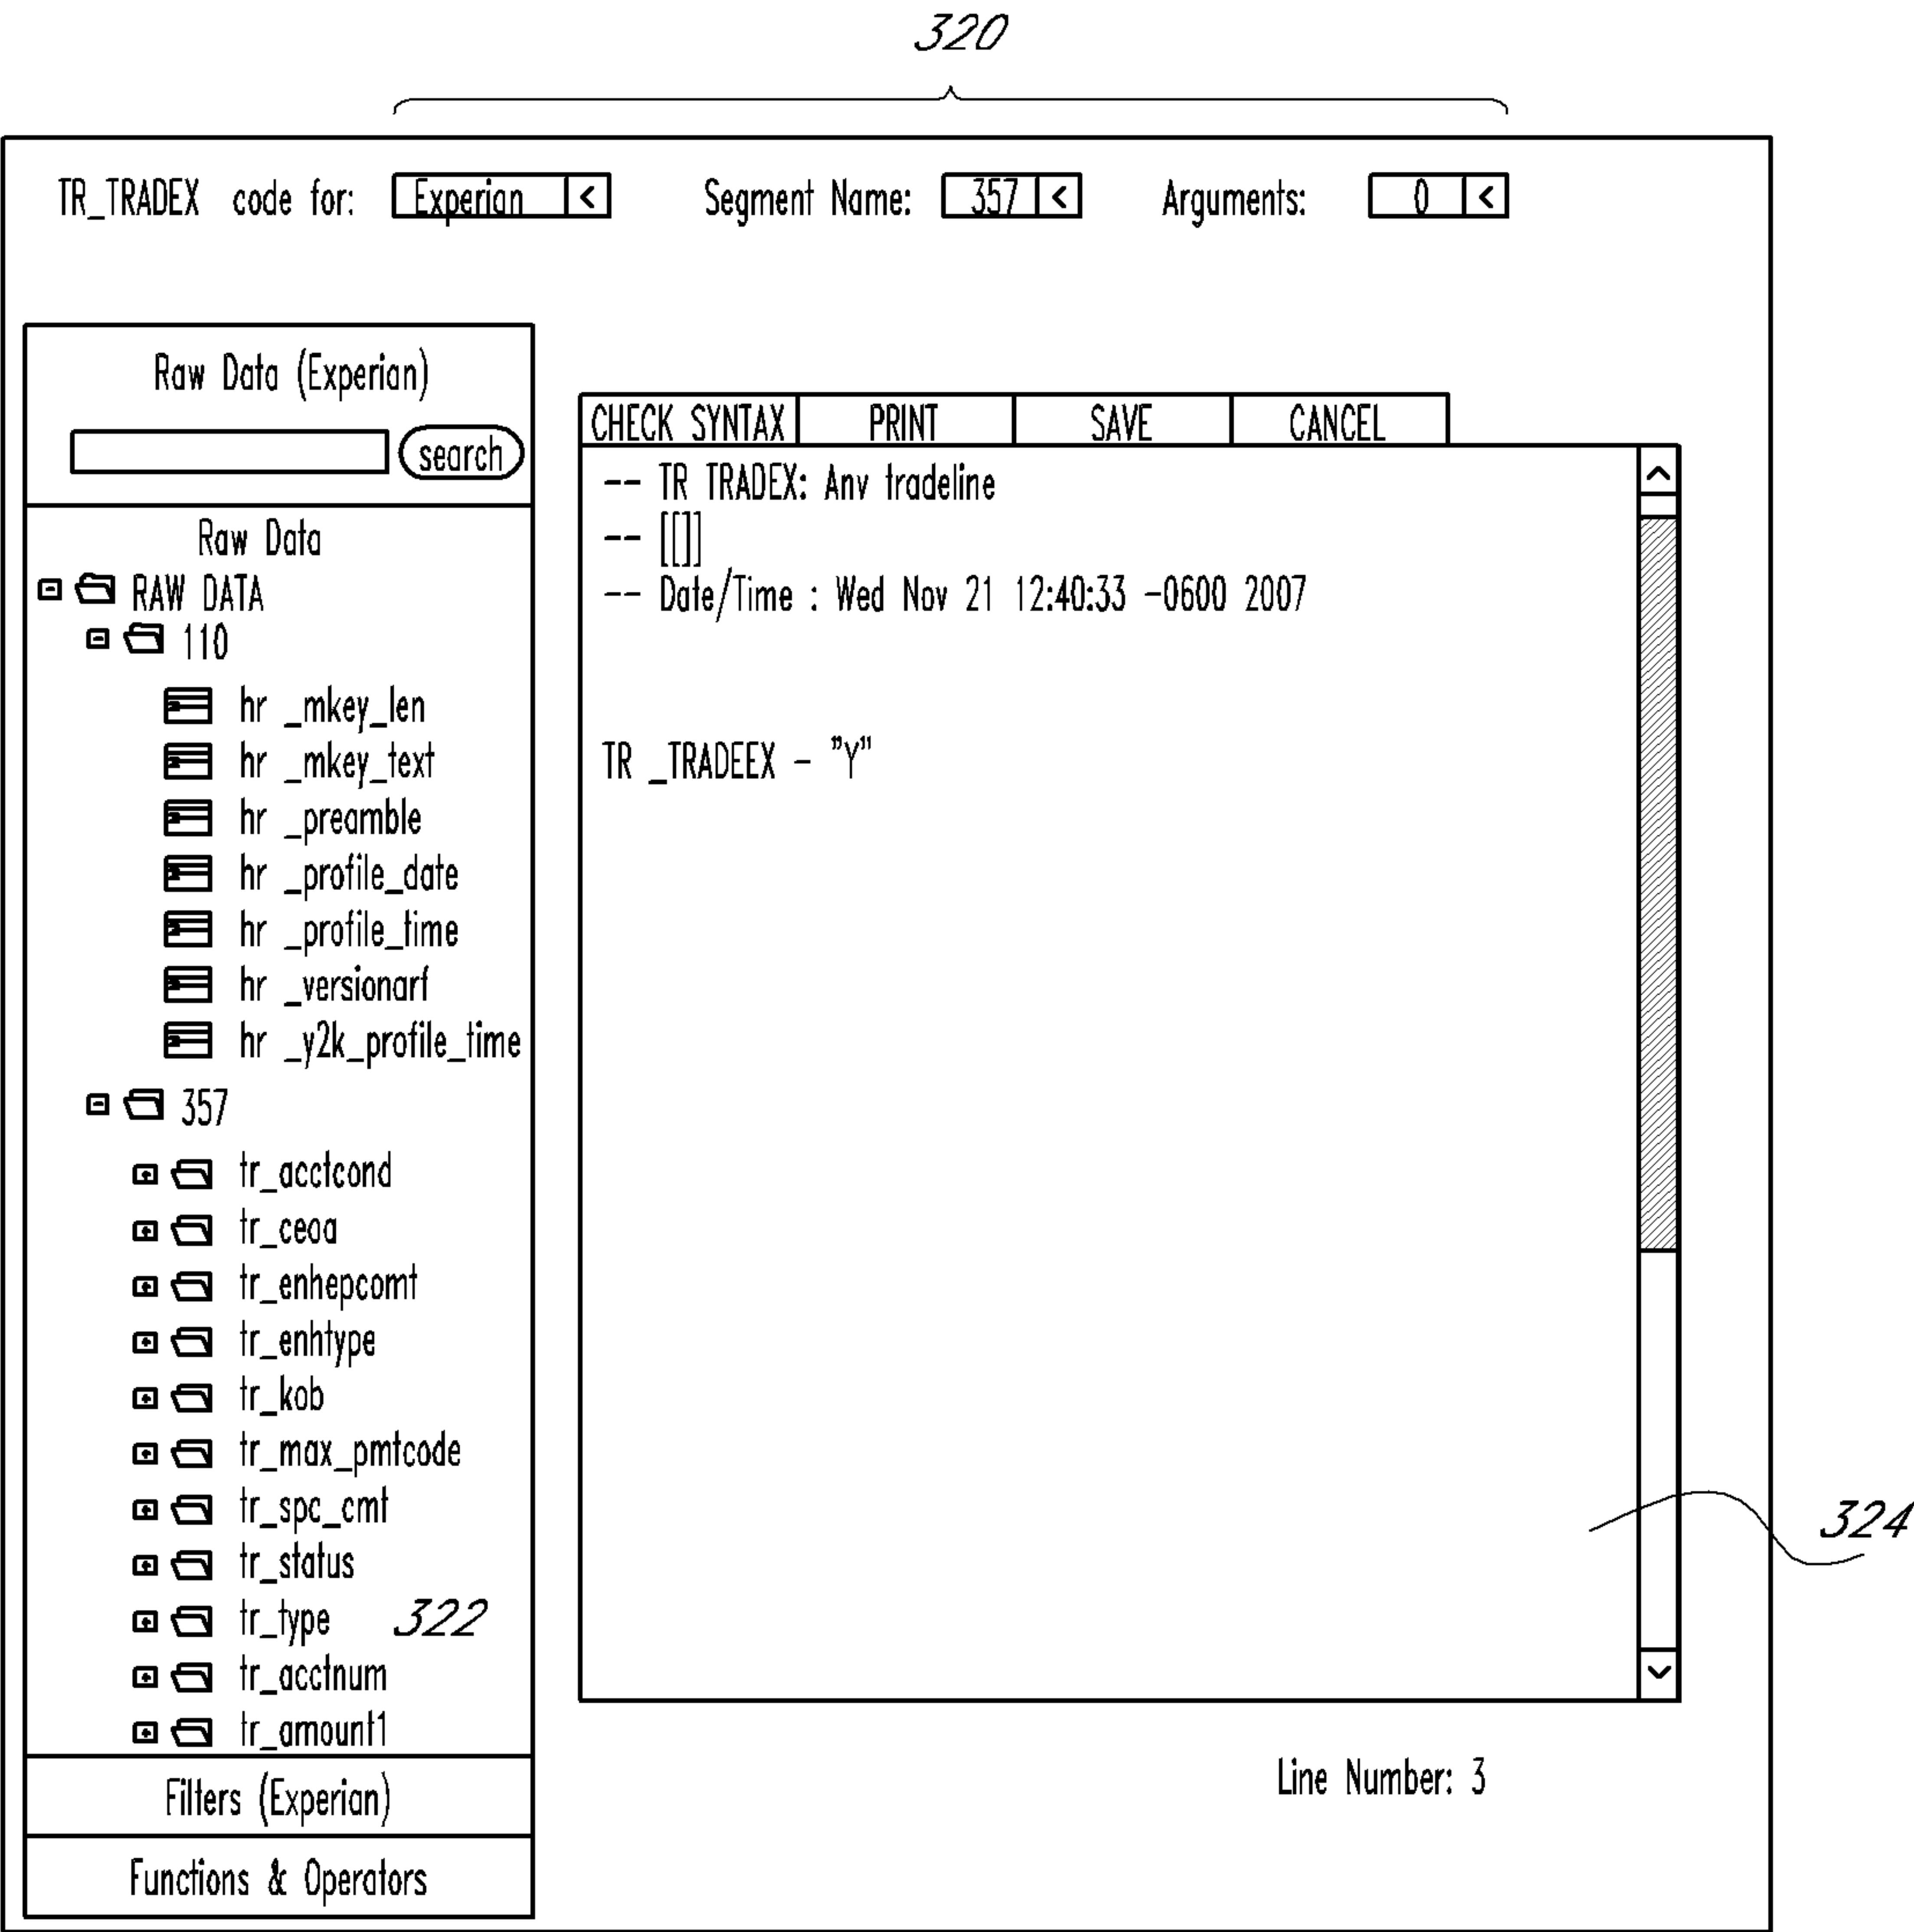 320
TR_TRADEX code for: Experian < Segment Name: 357 < Arguments: 0 <
Raw Data (Experian)
search
Raw Data
RAW DATA
110
hr _mkey_len
hr _mkey_text
hr _preamble
hr _profile_date
hr _profile_time
hr _versionarf
hr _y2k_profile_time
357
tr_acctcond
tr_ceoa
tr_enhepcomt
tr_enhtype
tr_kob
tr_max_pmtcode
tr_spc_cmt
tr_status
tr_type
322
tr_acctnum
tr_amount1
Filters (Experian)
Functions & Operators
CHECK SYNTAX PRINT SAVE CANCEL
-- TR TRADEX: Anv tradeline
-- [[]]
-- Date/Time : Wed Nov 21 12:40:33 -0600 2007
TR _TRADEEX - "Y"
324
Line Number: 3